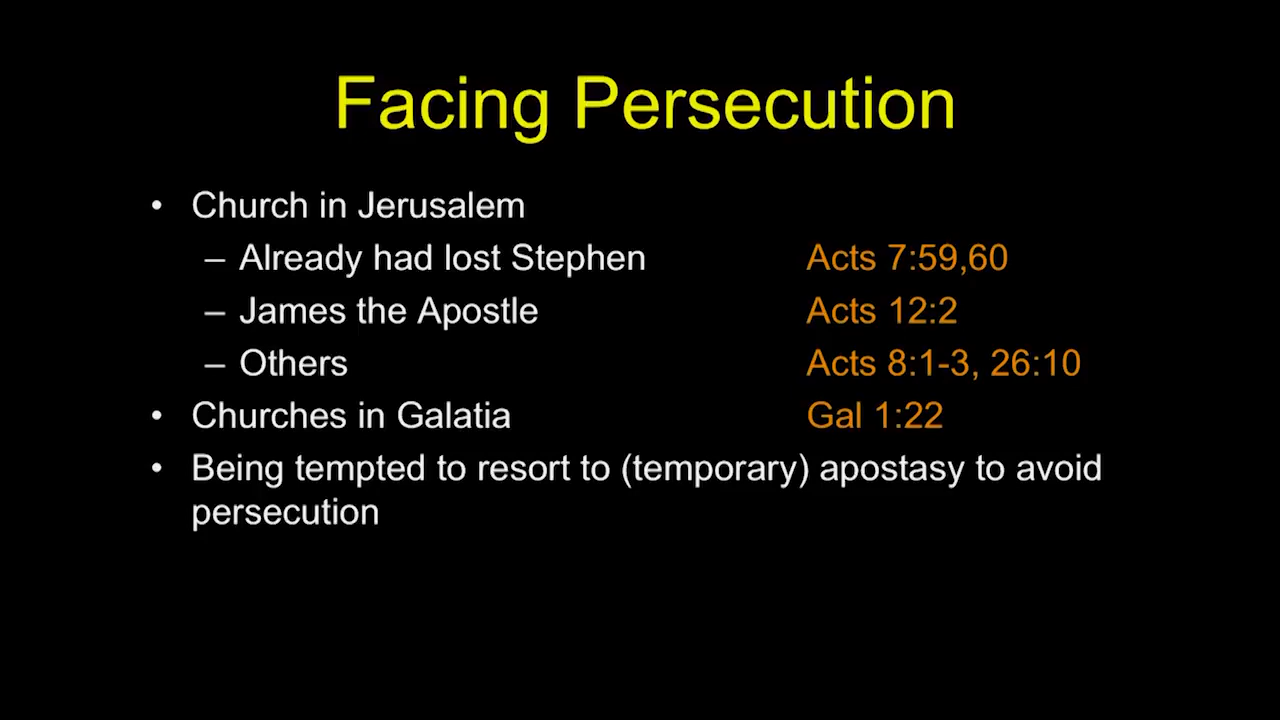 Facing Persecution
• Church in Jerusalem
– Already had lost Stephen Acts 7:59,60
– James the Apostle Acts 12:2
– Others Acts 8:1-3, 26:10
• Churches in Galatia Gal 1:22
• Being tempted to resort to (temporary) apostasy to avoid
persecution